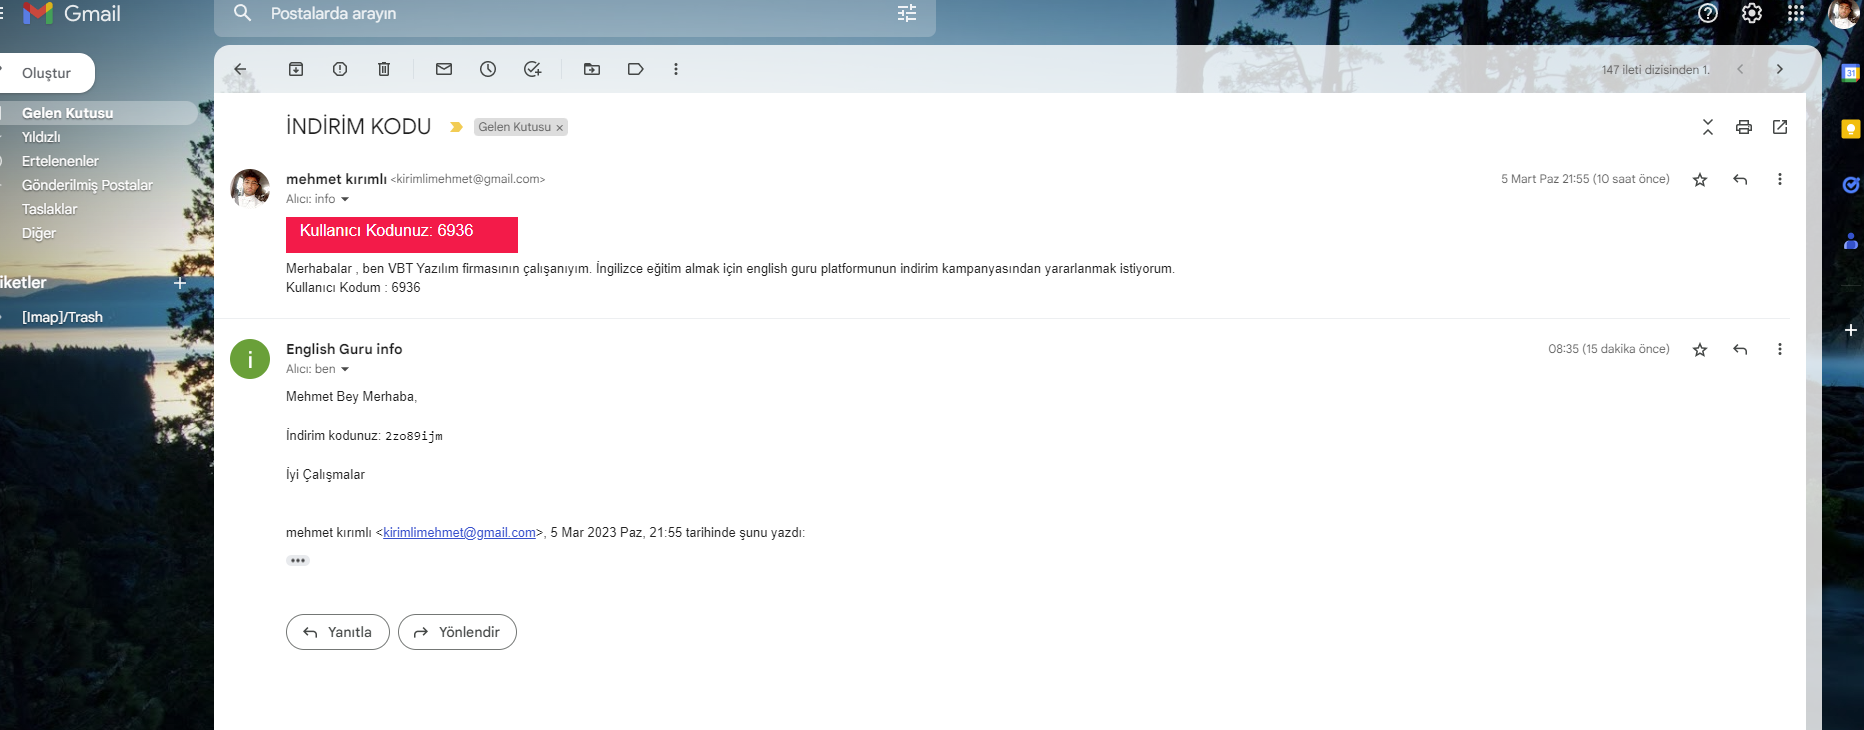 Gmail
Postalarda arayın
Oluştur
147 ileti dizisinden 1.
Gelen Kutusu
Yıldızlı
Ertelenenler
Gönderilmiş Postalar
Taslaklar
Diğer
iketler
[Imap]/Trash
İNDİRİM KODU
Gelen Kutusu
mehmet kırımlı <kirimlimehmet@gmail.com>
5 Mart Paz 21:55 (10 saat önce)
Alıcı: info
Kullanıcı Kodunuz: 6936
Merhabalar , ben VBT Yazılım firmasının çalışanıyım. İngilizce eğitim almak için english guru platformunun indirim kampanyasından yararlanmak istiyorum.
Kullanıcı Kodum : 6936
i
English Guru info
08:35 (15 dakika önce)
Alıcı: ben
Mehmet Bey Merhaba,
İndirim kodunuz: 2zo89ijm
İyi Çalışmalar
mehmet kırımlı <kirimlimehmet@gmail.com>, 5 Mar 2023 Paz, 21:55 tarihinde şunu yazdı:
Yanıtla
Yönlendir
31